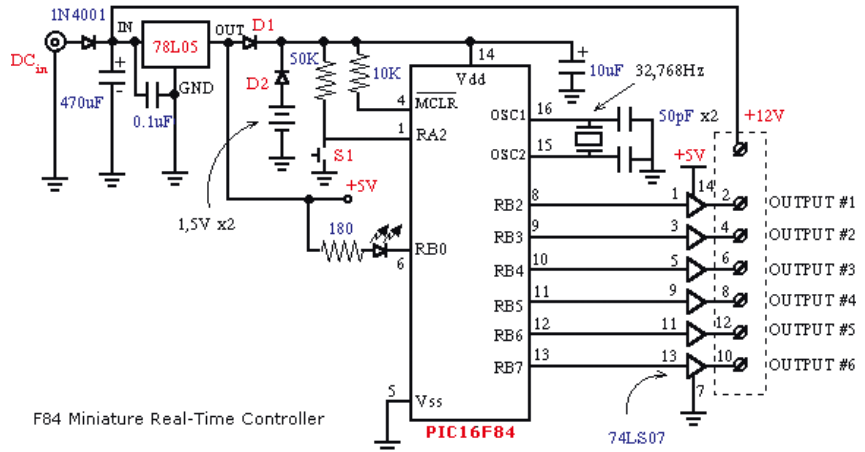 1N4001
IN
78L05
OUT
D1
DC in
470uF
+
-
GND
0.1uF
50K
10K
D2
1,5V x2
S1
+5V
180
14
Vdd
4
MCLR
1
RA2
6
RB0
5
Vss
PIC16F84
+
10uF
32,768Hz
OSC1
16
OSC2
15
50pF x2
+12V
+5V
14
RB2
8
1
2
OUTPUT #1
RB3
9
3
4
OUTPUT #2
RB4
10
5
6
OUTPUT #3
RB5
11
9
8
OUTPUT #4
RB6
12
11
12
OUTPUT #5
RB7
13
13
10
OUTPUT #6
7
74LS07
F84 Miniature Real-Time Controller